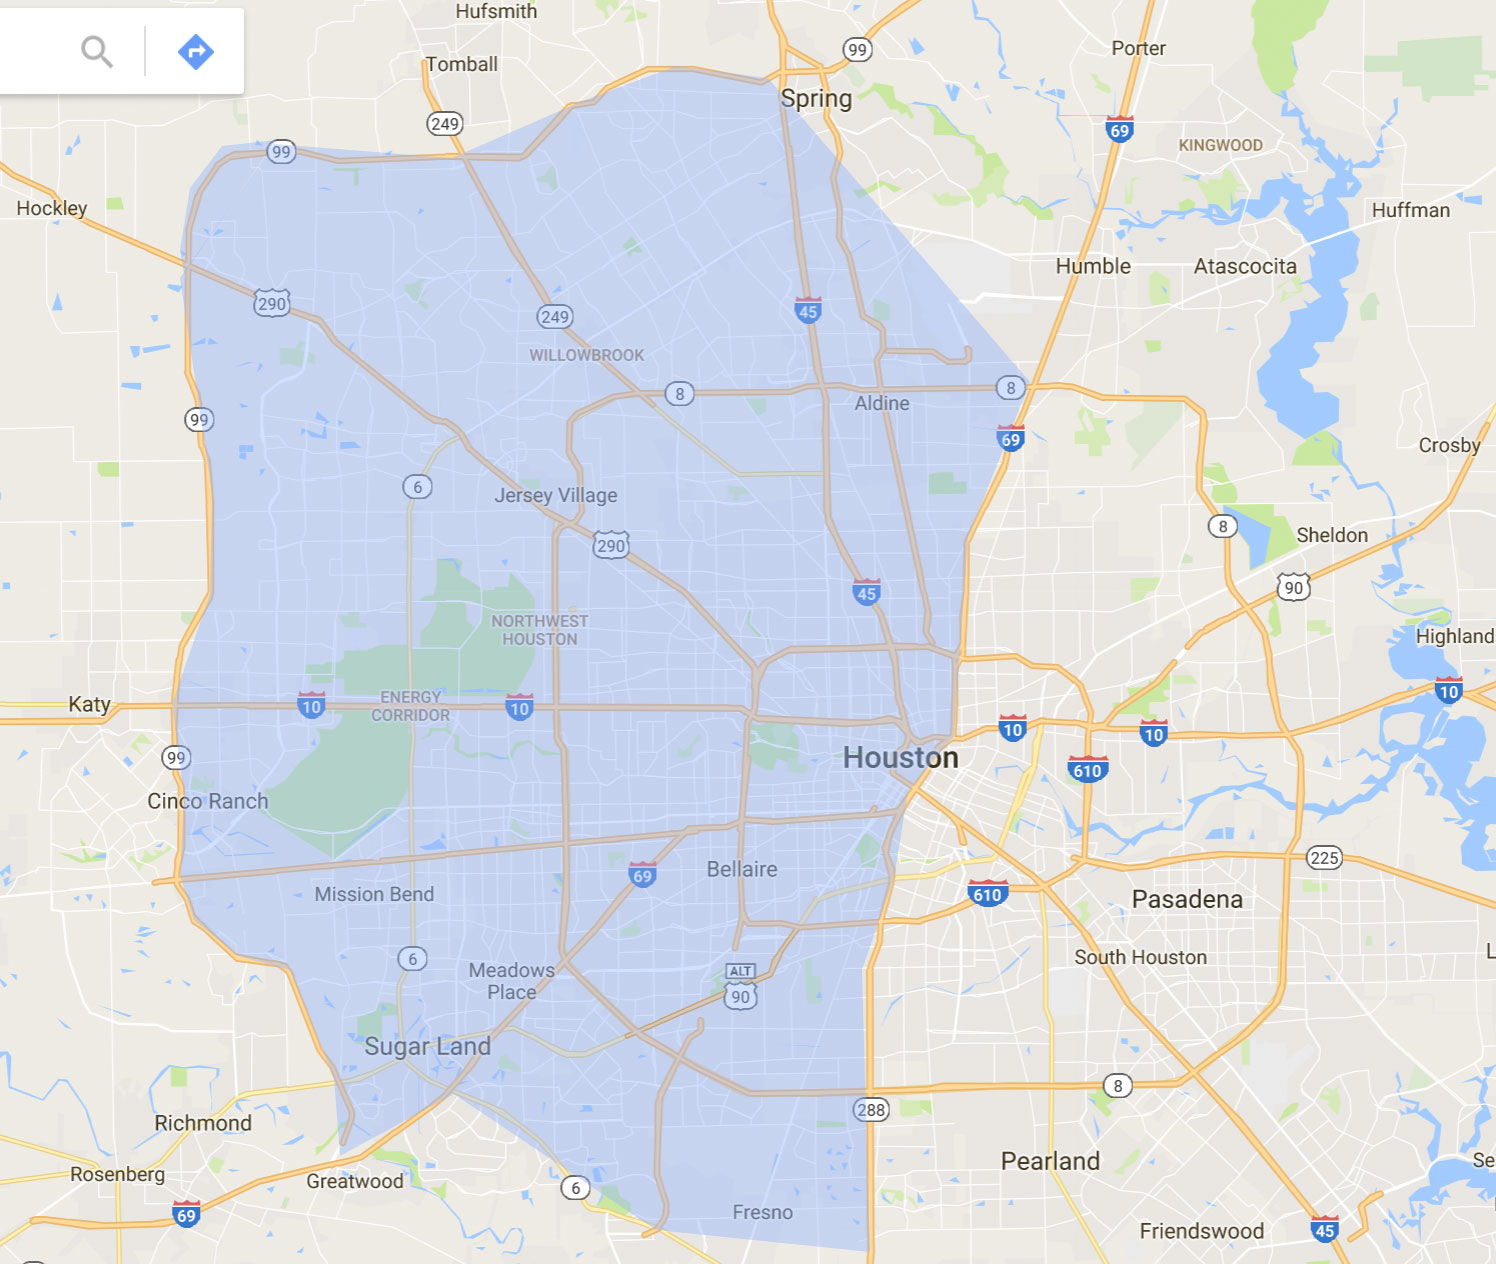 Hufsmith
Porter
99
Tomball
Spring
249
69
KINGWOOD
99
Hockley
Huffman
Humble
Atascocita
290
249
45
WILLOWBROOK
8
8
Aldine
99
69
Crosby
6
Jersey Village
8
Sheldon
290
90
45
NORTHWEST
HOUSTON
Highland
10
Katy
ENERGY
CORRIDOR
10
10
10
10
99
Houston
610
Cinco Ranch
225
Bellaire
69
Mission Bend
610
Pasadena
6
Meadows
Place
ALT
90
South Houston
L
Sugar Land
8
288
Richmond
Pearland
Se
Rosenberg
Greatwood
6
69
Fresno
Friendswood
45